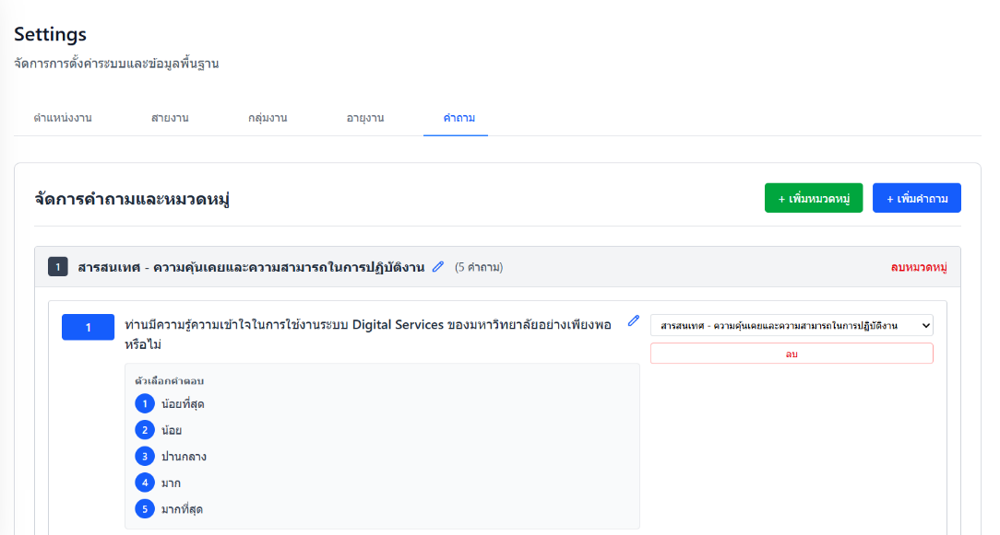 Settings
จัดการการตั้งค่าระบบและข้อมูลพื้นฐาน
ตำแหน่งงาน สายงาน กลุ่มงาน อายุงาน คำถาม
จัดการคำถามและหมวดหมู่ + เพิ่มหมวดหมู่ + เพิ่มคำถาม
1 สารสนเทศ - ความคุ้นเคยและความสามารถในการปฏิบัติงาน (5 คำถาม) ลบหมวดหมู่
1 ท่านมีความรู้ความเข้าใจในการใช้งานระบบ Digital Services ของมหาวิทยาลัยอย่างเพียงพอ สารสนเทศ - ความคุ้นเคยและความสามารถในการปฏิบัติงาน
หรือไม่ ลบ
ตัวเลือกคำตอบ
1 น้อยที่สุด
2 น้อย
3 ปานกลาง
4 มาก
5 มากที่สุด